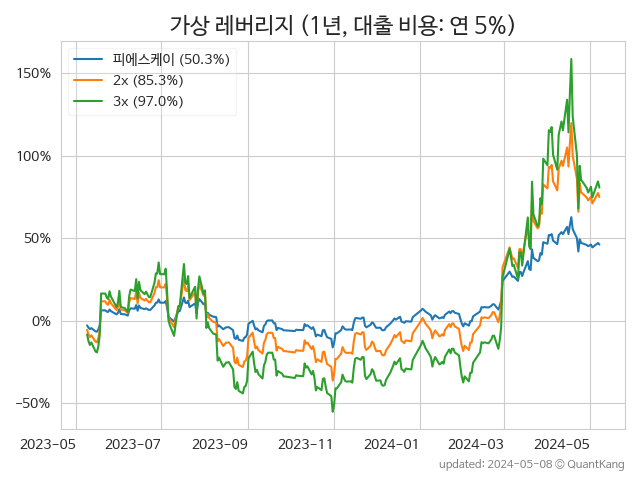 가상 레버리지 (1년, 대출 비용: 연 5%)
피에스케이 (50.3%)
2x (85.3%)
3x (97.0%)
150%
100%
50%
0%
−50%
2023-05 2023-07 2023-09 2023-11 2024-01 2024-03 2024-05
updated: 2024-05-08 © QuantKang